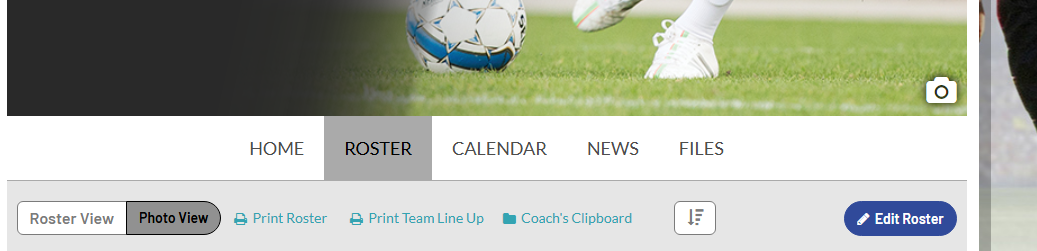 HOME ROSTER CALENDAR NEWS FILES
Roster View Photo View Print Roster Print Team Line Up Coach's Clipboard Edit Roster